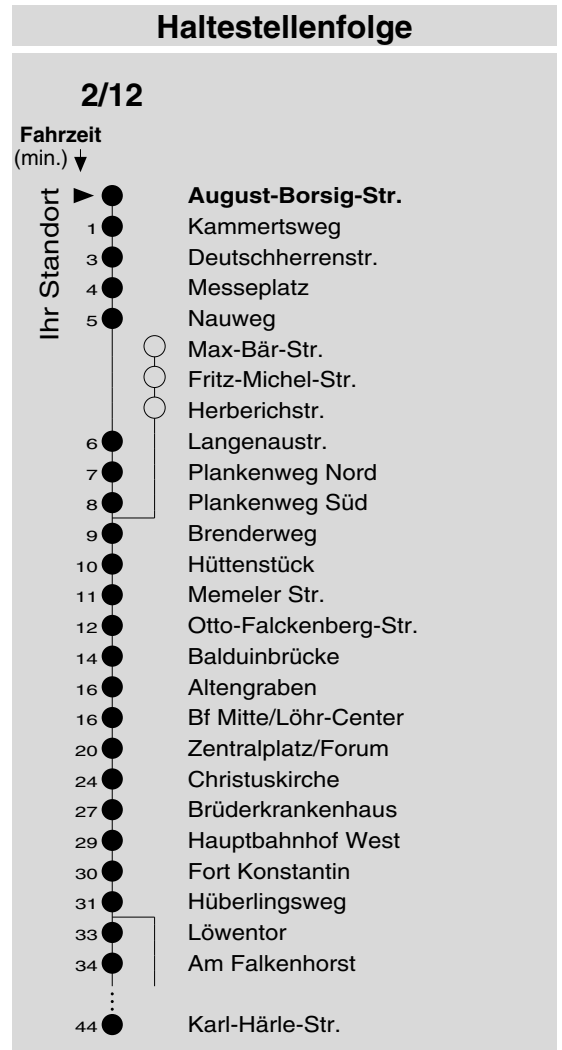 Haltestellenfolge
2/12
Fahrzeit
(min.)
Ihr Standort
August-Borsig-Str.
1 Kammertsweg
3 Deutschherrenstr.
4 Messeplatz
5 Nauweg
Max-Bär-Str.
Fritz-Michel-Str.
Herberichstr.
6 Langenaustr.
7 Plankenweg Nord
8 Plankenweg Süd
9 Brenderweg
10 Hüttenstück
11 Memeler Str.
12 Otto-Falckenberg-Str.
14 Balduinbrücke
16 Altengraben
16 Bf Mitte/Löhr-Center
20 Zentralplatz/Forum
24 Christuskirche
27 Brüderkrankenhaus
29 Hauptbahnhof West
30 Fort Konstantin
31 Hüberlingsweg
33 Löwentor
34 Am Falkenhorst
44 Karl-Härle-Str.